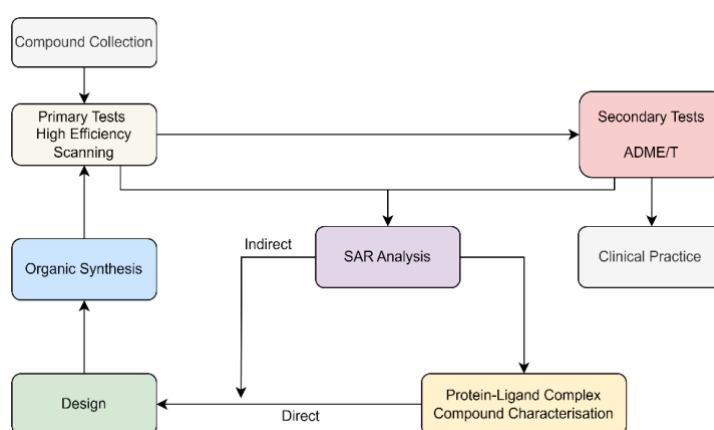 Compound Collection
Primary Tests
High Efficiency
Scanning
Secondary Tests
ADME/T
Indirect
SAR Analysis
Organic Synthesis
Clinical Practice
Design
Direct
Protein-Ligand Complex
Compound Characterisation